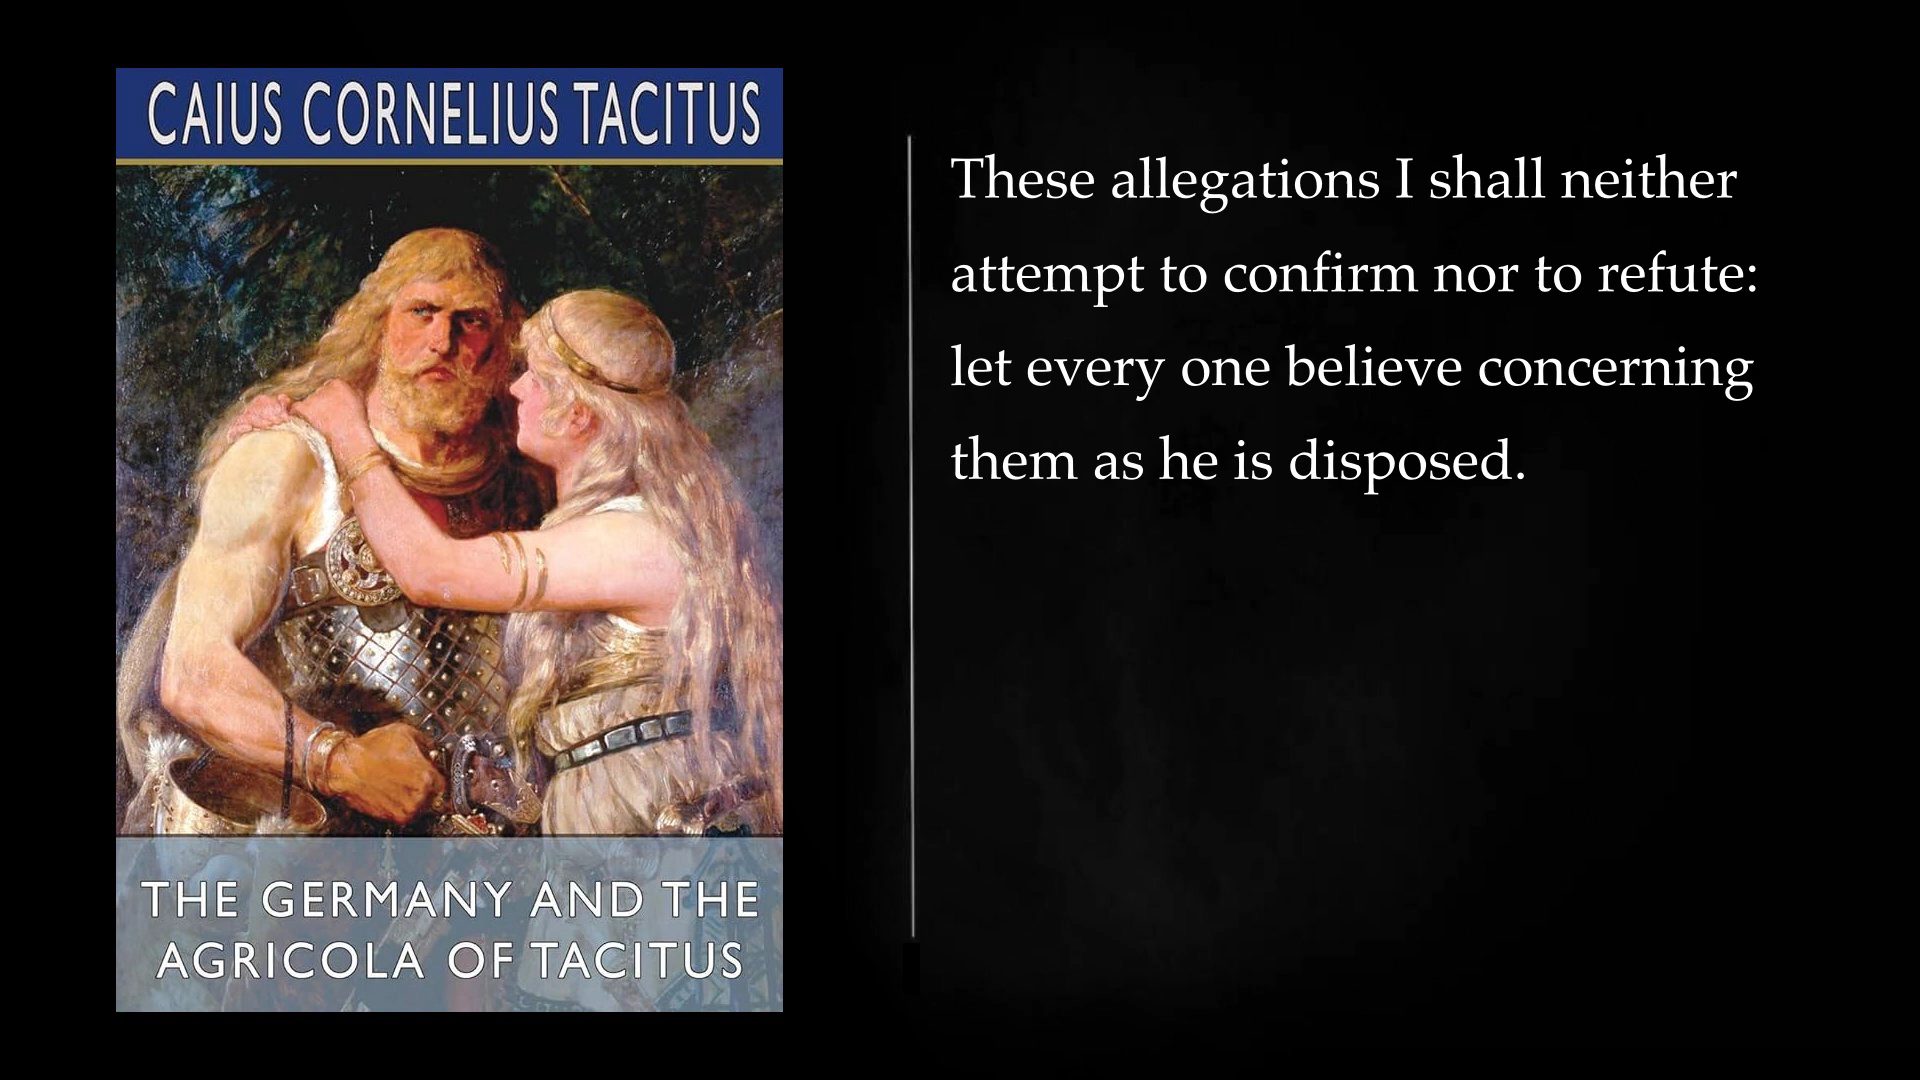 CAIUS CORNELIUS TACITUS
THE GERMANY AND THE
AGRICOLA OF TACITUS
These allegations I shall neither
attempt to confirm nor to refute:
let every one believe concerning
them as he is disposed.